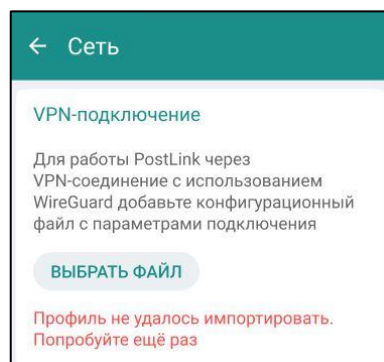 ← Сеть
VPN-подключение
Для работы PostLink через
VPN-соединение с использованием
WireGuard добавьте конфигурационный
файл с параметрами подключения
ВЫБРАТЬ ФАЙЛ
Профиль не удалось импортировать.
Попробуйте ещё раз